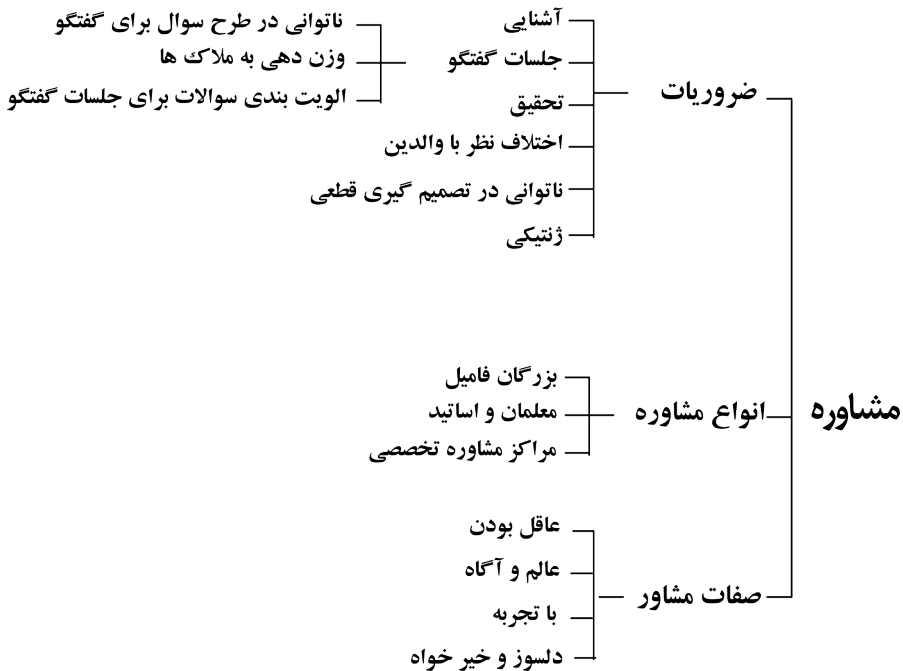 مشاوره
ضروریات
آشنایی
جلسات گفتگو
ناتوانی در طرح سوال برای گفتگو
وزن دهی به ملاک ها
الویت بندی سوالات برای جلسات گفتگو
تحقیق
اختلاف نظر با والدین
ناتوانی در تصمیم گیری قطعی
ژنتیکی
انواع مشاوره
بزرگان فامیل
معلمان و اساتید
مراکز مشاوره تخصصی
صفات مشاور
عاقل بودن
عالم و آگاه
با تجربه
دلسوز و خیر خواه